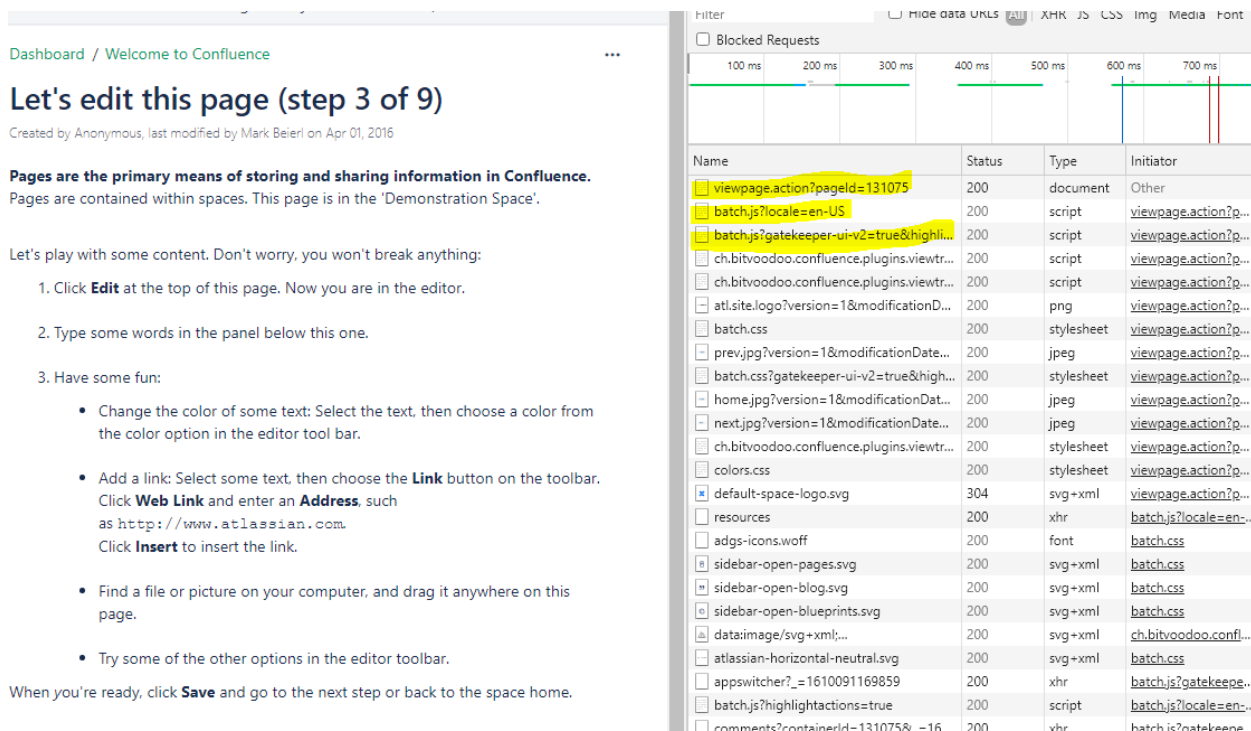 Dashboard / Welcome to Confluence
Let's edit this page (step 3 of 9)
Created by Anonymous, last modified by Mark Beierl on Apr 01, 2016
Pages are the primary means of storing and sharing information in Confluence.
Pages are contained within spaces. This page is in the 'Demonstration Space'.
Let's play with some content. Don't worry, you won't break anything:
1. Click Edit at the top of this page. Now you are in the editor.
2. Type some words in the panel below this one.
3. Have some fun:
• Change the color of some text: Select the text, then choose a color from
the color option in the editor tool bar.
• Add a link: Select some text, then choose the Link button on the toolbar.
Click Web Link and enter an Address, such
as http://www.atlassian.com.
Click Insert to insert the link.
• Find a file or picture on your computer, and drag it anywhere on this
page.
• Try some of the other options in the editor toolbar.
When you're ready, click Save and go to the next step or back to the space home.
Filter Hide data URLs All XHR JS CSS Img Media Font
Blocked Requests
100 ms 200 ms 300 ms 400 ms 500 ms 600 ms 700 ms
Name Status Type Initiator
viewpage.action?pageId=131075 200 document Other
batch.js?locale=en-US 200 script viewpage.action?p...
batch.js?gatekeeper-ui-v2=true&highli... 200 script viewpage.action?p...
ch.bitvoodoo.confluence.plugins.viewtr... 200 script viewpage.action?p...
ch.bitvoodoo.confluence.plugins.viewtr... 200 script viewpage.action?p...
atl.site.logo?version=1&modificationD... 200 png viewpage.action?p...
batch.css 200 stylesheet viewpage.action?p...
prev.jpg?version=1&modificationDate... 200 jpeg viewpage.action?p...
batch.css?gatekeeper-ui-v2=true&high... 200 stylesheet viewpage.action?p...
home.jpg?version=1&modificationDat... 200 jpeg viewpage.action?p...
next.jpg?version=1&modificationDate... 200 jpeg viewpage.action?p...
ch.bitvoodoo.confluence.plugins.viewtr... 200 stylesheet viewpage.action?p...
colors.css 200 stylesheet viewpage.action?p...
default-space-logo.svg 304 svg+xml viewpage.action?p...
resources 200 xhr batch.js?locale=en-...
adgs-icons.woff 200 font batch.css
sidebar-open-pages.svg 200 svg+xml batch.css
sidebar-open-blog.svg 200 svg+xml batch.css
sidebar-open-blueprints.svg 200 svg+xml batch.css
data:image/svg+xml;... 200 svg+xml ch.bitvoodoo.confl...
atlassian-horizontal-neutral.svg 200 svg+xml batch.css
appswitcher?_=1610091169859 200 xhr batch.js?gatekeepe...
batch.js?highlightactions=true 200 script batch.js?locale=en-...
comments?containerId=131075&_=16... 200 xhr batch.js?gatekeepe...